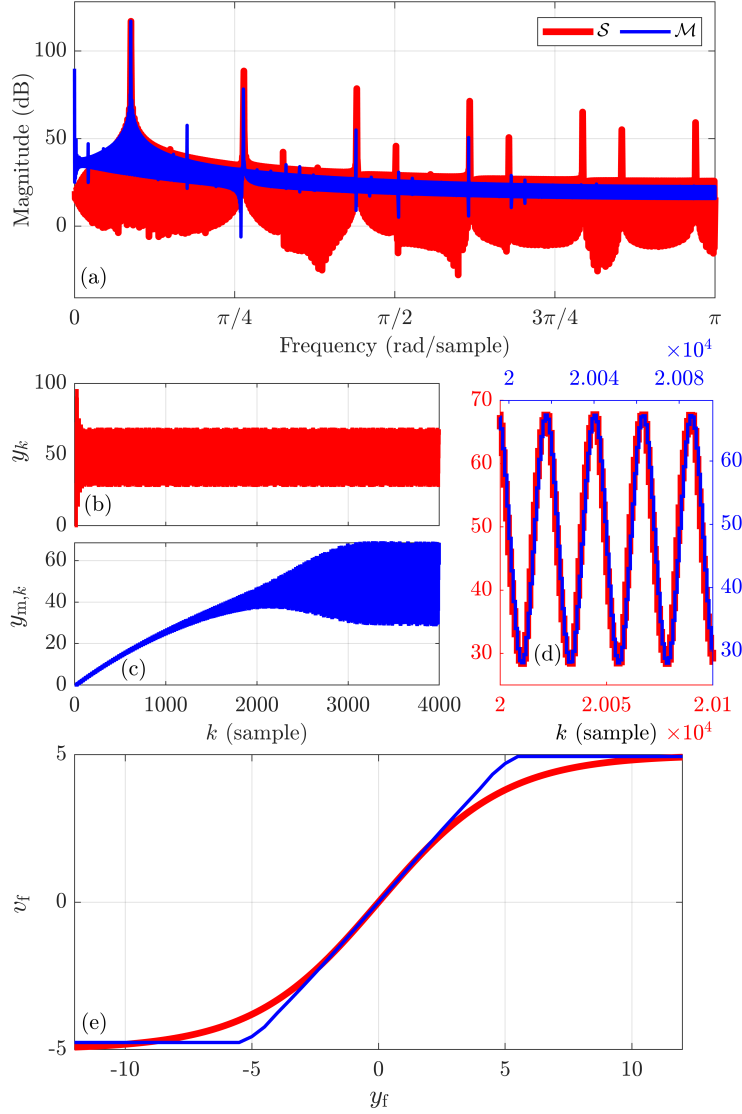 𝒮 ℳ
100
50
0
Magnitude (dB)
(a)
0 π/4 π/2 3π/4 π
Frequency (rad/sample)
100
50
0
y_k
(b)
60
40
20
0
y_{m,k}
(c)
0 1000 2000 3000 4000
k (sample)
×10^4
2 2.004 2.008
70
60
50
40
30
60
50
40
30
(d)
2 2.005 2.01
k (sample) ×10^4
5
0
-5
v_f
(e)
-10 -5 0 5 10
y_f